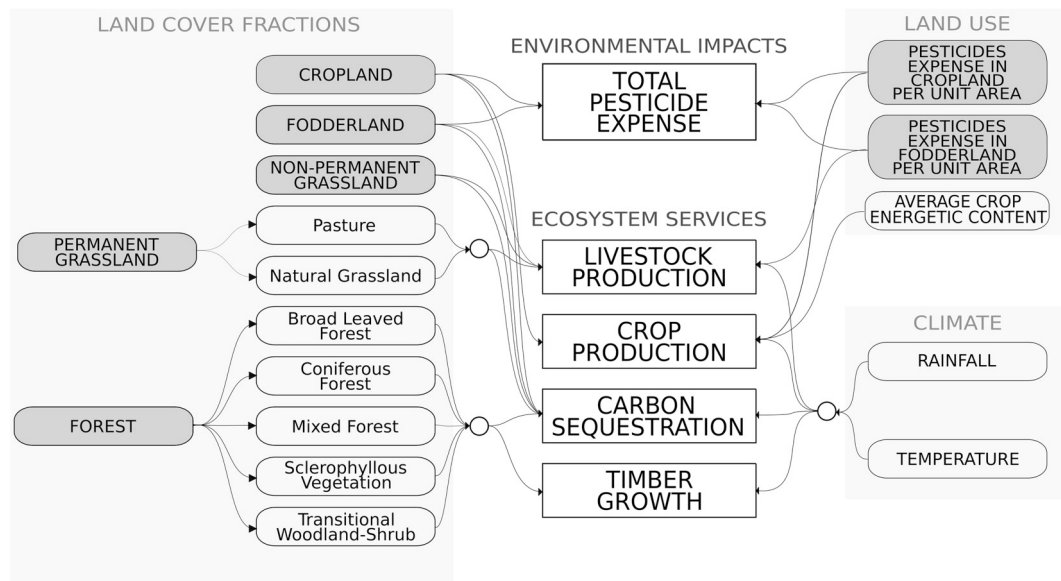 LAND COVER FRACTIONS
CROPLAND
FODDERLAND
NON-PERMANENT
GRASSLAND
PERMANENT
GRASSLAND
Pasture
Natural Grassland
Broad Leaved
Forest
Coniferous
Forest
FOREST
Mixed Forest
Sclerophyllous
Vegetation
Transitional
Woodland-Shrub
ENVIRONMENTAL IMPACTS
TOTAL
PESTICIDE
EXPENSE
ECOSYSTEM SERVICES
LIVESTOCK
PRODUCTION
CROP
PRODUCTION
CARBON
SEQUESTRATION
TIMBER
GROWTH
LAND USE
PESTICIDES
EXPENSE IN
CROPLAND
PER UNIT AREA
PESTICIDES
EXPENSE IN
FODDERLAND
PER UNIT AREA
AVERAGE CROP
ENERGETIC CONTENT
CLIMATE
RAINFALL
TEMPERATURE